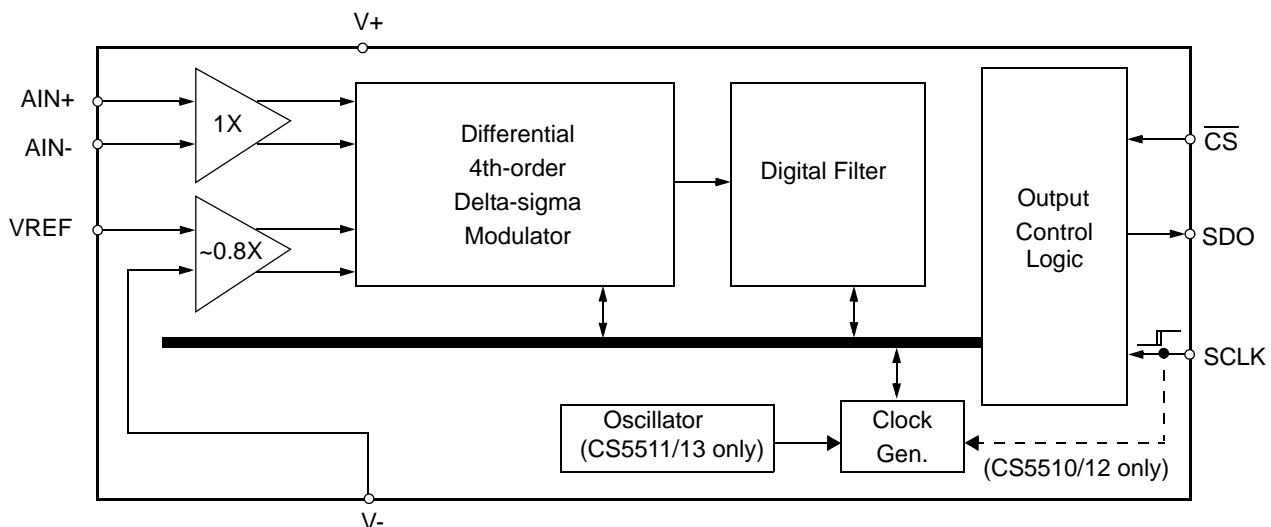 V+
AIN+
AIN-
VREF
1X
~0.8X
Differential
4th-order
Delta-sigma
Modulator
Digital Filter
Output
Control
Logic
CS
SDO
SCLK
Oscillator
(CS5511/13 only)
Clock
Gen.
(CS5510/12 only)
V-